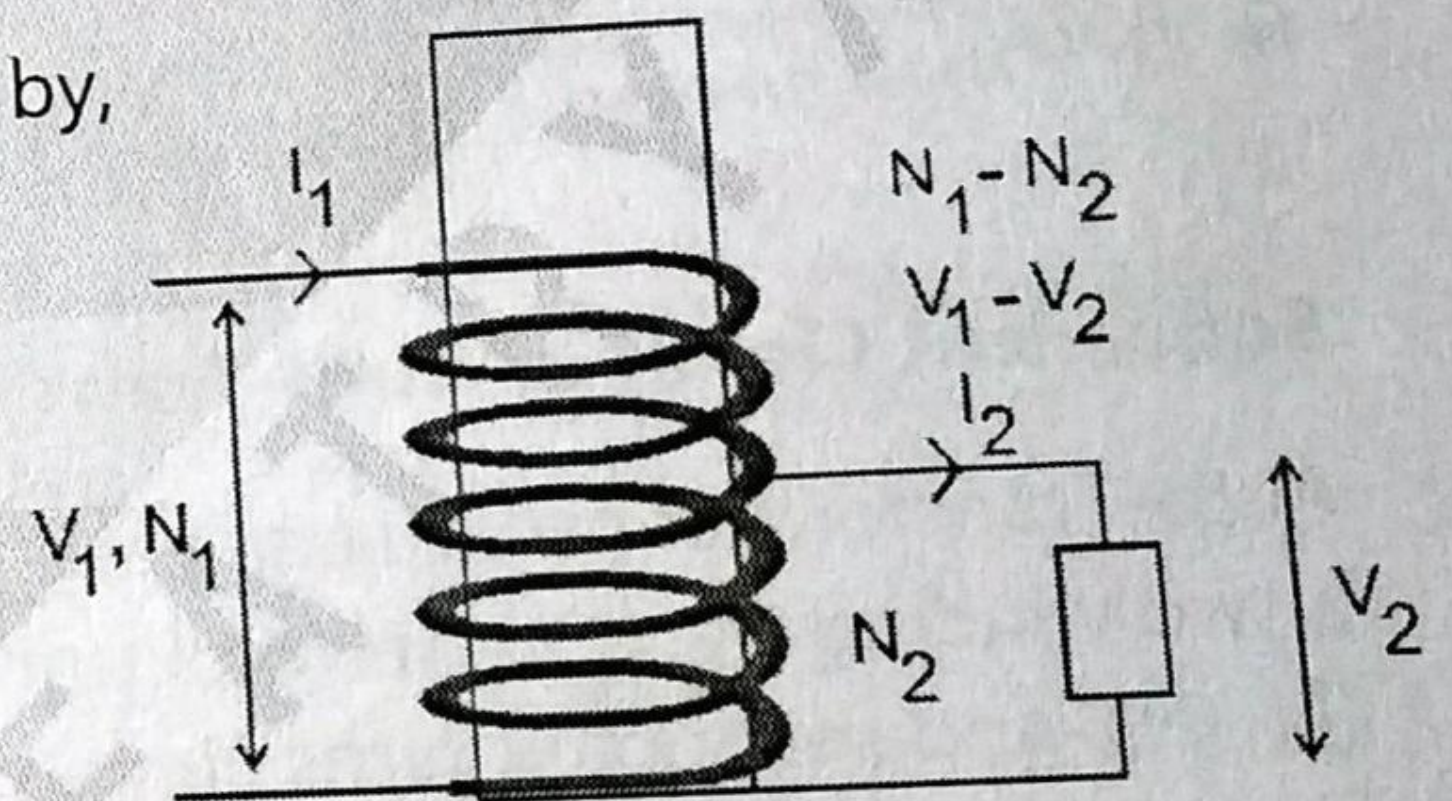 by,
I₁
N₁ - N₂
V₁ - V₂
I₂
V₁, N₁
N₂
V₂